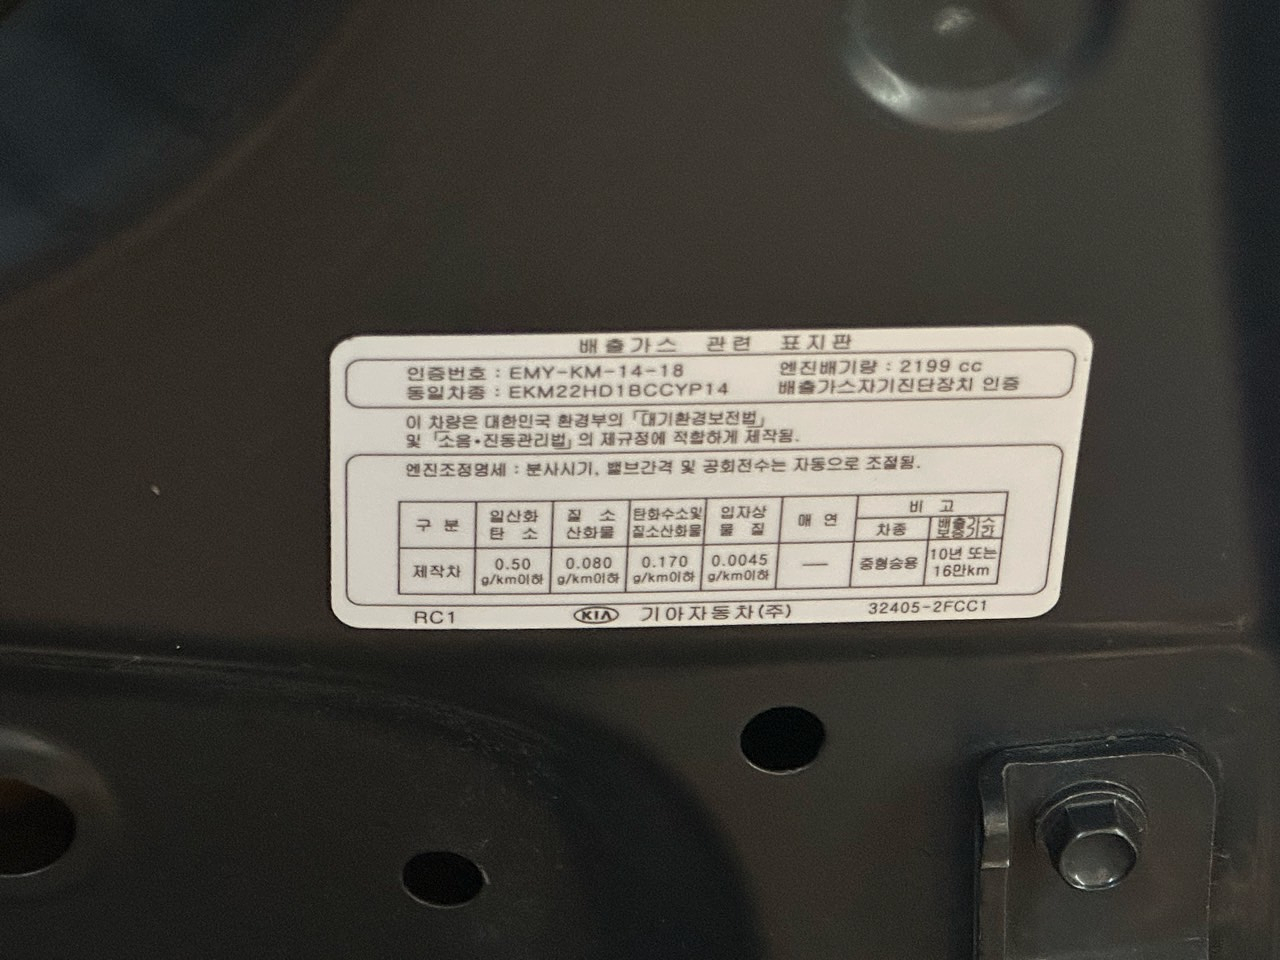 배출가스 관련 표지판
인증번호 : EMY-KM-14-18 엔진배기량 : 2199 cc
동일차종 : EKM22HD1BCCYP14 배출가스자기진단장치 인증
이 차량은 대한민국 환경부의 「대기환경보전법」
및 「소음•진동관리법」의 제규정에 적합하게 제작됨.
엔진조정명세 : 분사시기, 밸브간격 및 공회전수는 자동으로 조절됨.
구 분 일산화탄 소 질 소산화물 탄화수소및질소산화물 입자상물 질 매 연 비 고
차종 배출가스보증기간
제작차 0.50 g/km이하 0.080 g/km이하 0.170 g/km이하 0.0045 g/km이하 — 중형승용 10년 또는 16만km
RC1 KIA 기아자동차(주) 32405-2FCC1